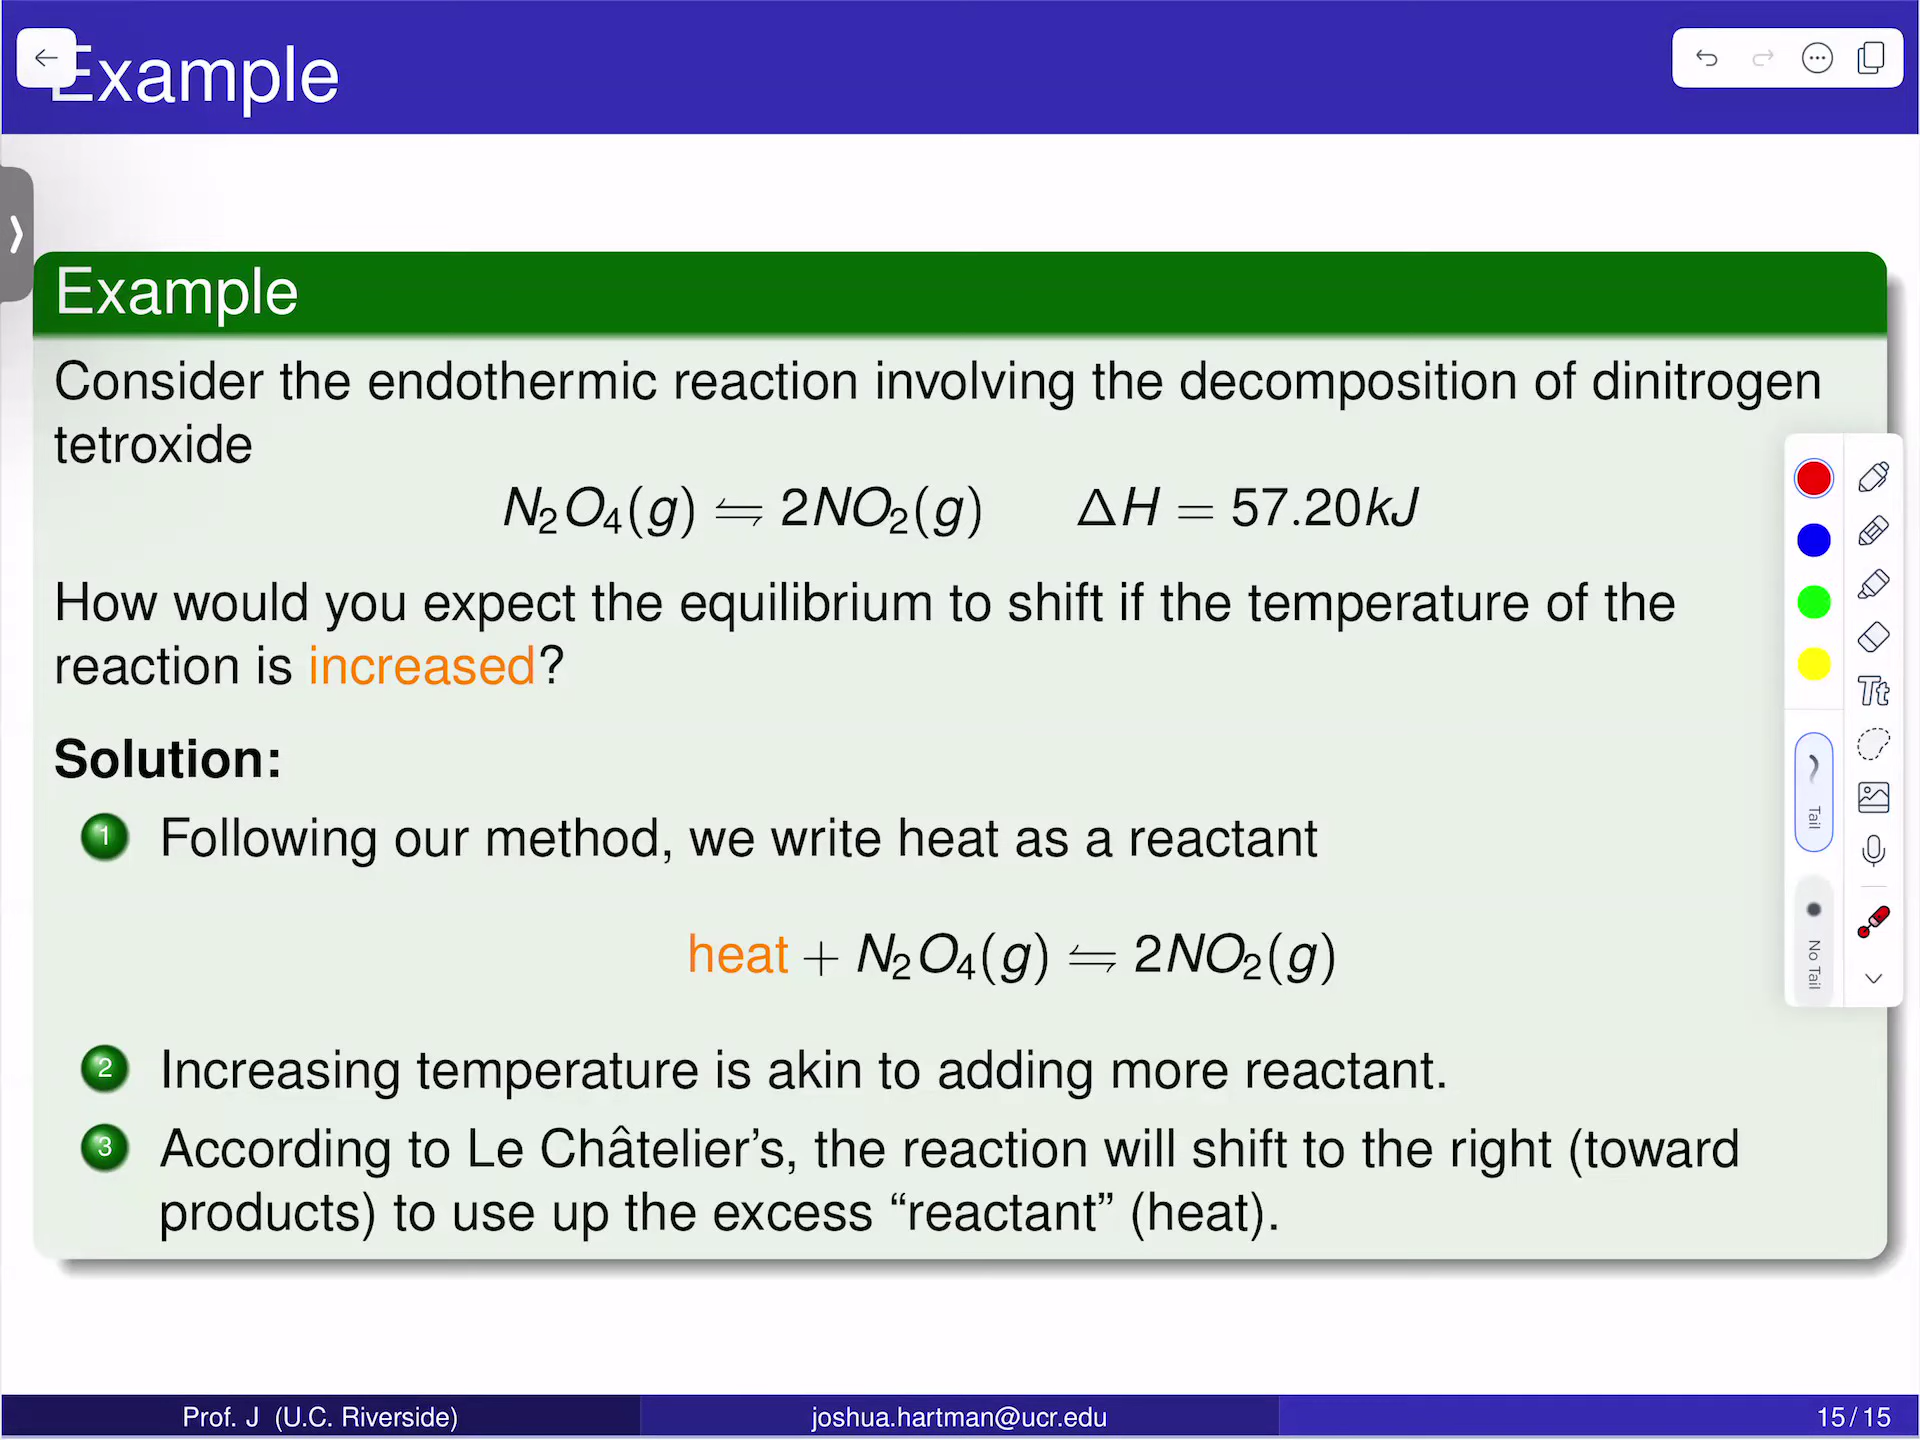 Example
Example
Consider the endothermic reaction involving the decomposition of dinitrogen
tetroxide
N₂O₄(g) ⇋ 2NO₂(g) ΔH = 57.20kJ
How would you expect the equilibrium to shift if the temperature of the
reaction is increased?
Solution:
1 Following our method, we write heat as a reactant
heat + N₂O₄(g) ⇋ 2NO₂(g)
2 Increasing temperature is akin to adding more reactant.
3 According to Le Châtelier’s, the reaction will shift to the right (toward
products) to use up the excess “reactant” (heat).
Tt
Tail
No Tail
Prof. J (U.C. Riverside) joshua.hartman@ucr.edu 15 / 15